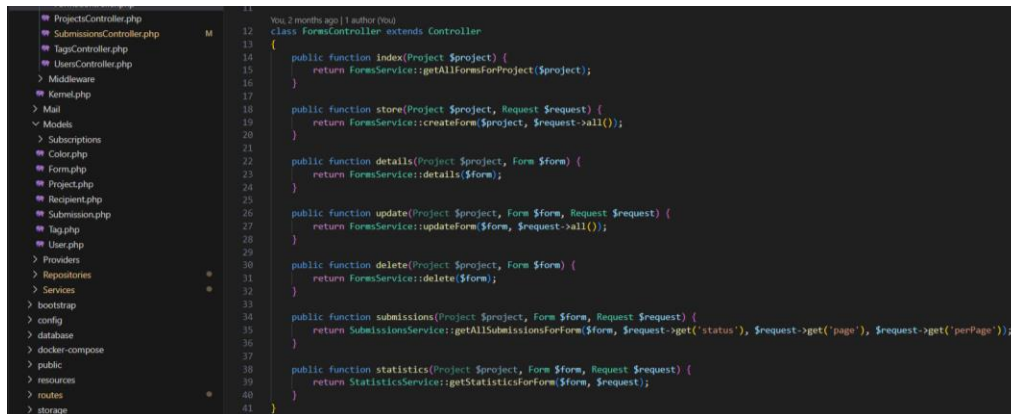 ProjectsController.php
SubmissionsController.php M
TagsController.php
UsersController.php
> Middleware
Kernel.php
> Mail
Models
> Subscriptions
Color.php
Form.php
Project.php
Recipient.php
Submission.php
Tag.php
User.php
> Providers
> Repositories
> Services
> bootstrap
> config
> database
> docker-compose
> public
> resources
> routes
> storage
11
You, 2 months ago | 1 author (You)
12 class FormsController extends Controller
13 {
14 public function index(Project $project) {
15 return FormsService::getAllFormsForProject($project);
16 }
17
18 public function store(Project $project, Request $request) {
19 return FormsService::createForm($project, $request->all());
20 }
21
22 public function details(Project $project, Form $form) {
23 return FormsService::details($form);
24 }
25
26 public function update(Project $project, Form $form, Request $request) {
27 return FormsService::updateForm($form, $request->all());
28 }
29
30 public function delete(Project $project, Form $form) {
31 return FormsService::delete($form);
32 }
33
34 public function submissions(Project $project, Form $form, Request $request) {
35 return SubmissionsService::getAllSubmissionsForForm($form, $request->get('status'), $request->get('page'), $request->get('perPage'));
36 }
37
38 public function statistics(Project $project, Form $form, Request $request) {
39 return StatisticsService::getStatisticsForForm($form, $request);
40 }
41 }